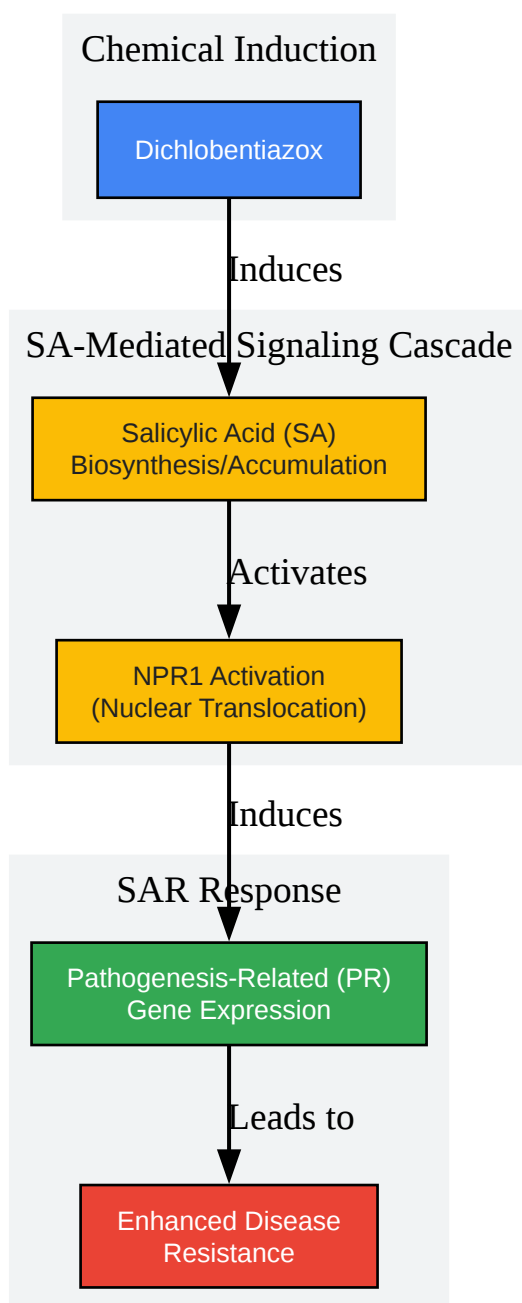 Chemical Induction
Dichlobentiazox
Induces
SA-Mediated Signaling Cascade
Salicylic Acid (SA)
Biosynthesis/Accumulation
Activates
NPR1 Activation
(Nuclear Translocation)
Induces
SAR Response
Pathogenesis-Related (PR)
Gene Expression
Leads to
Enhanced Disease
Resistance